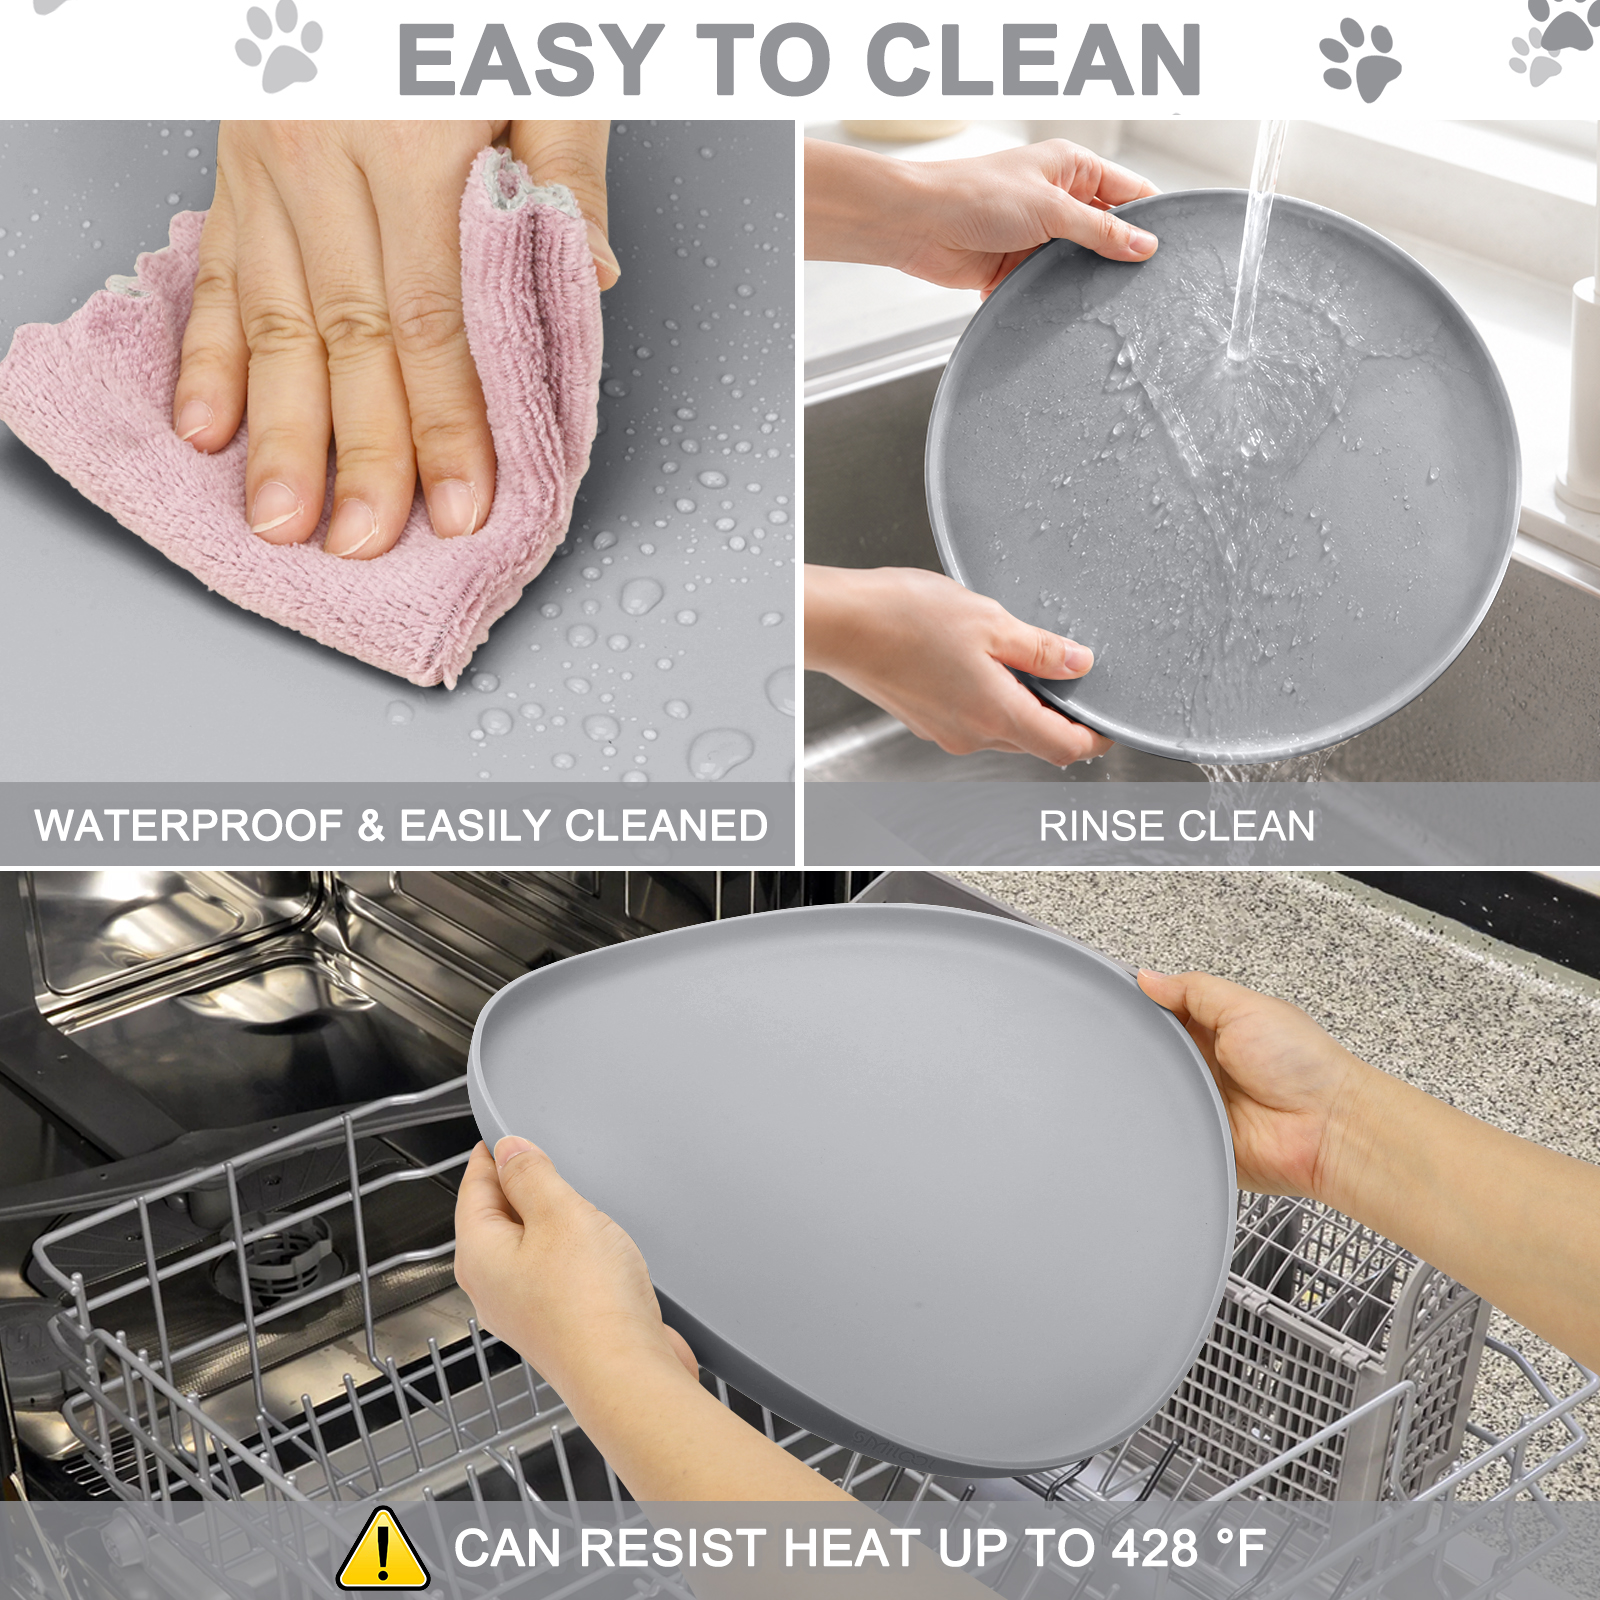 EASY TO CLEAN
WATERPROOF & EASILY CLEANED
RINSE CLEAN
CAN RESIST HEAT UP TO 428 °F